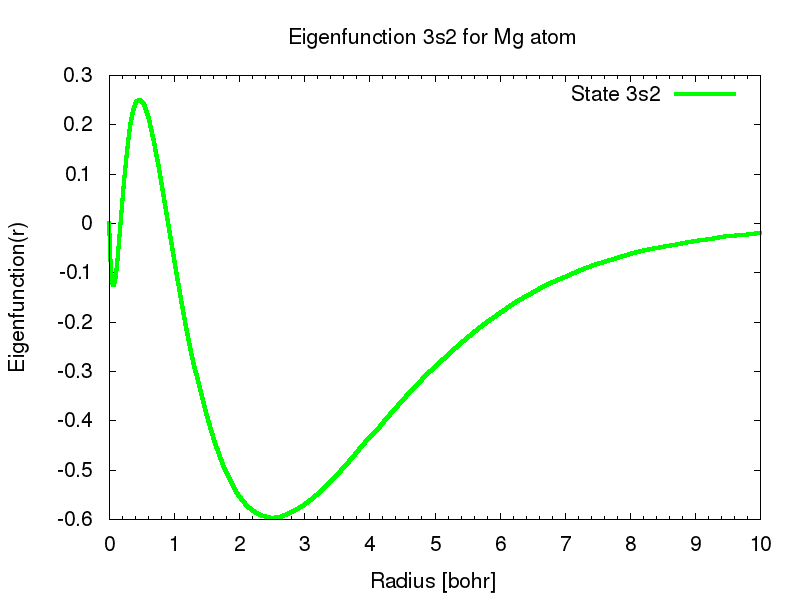 Eigenfunction 3s2 for Mg atom
State 3s2
0.3
0.2
0.1
0
-0.1
-0.2
-0.3
-0.4
-0.5
-0.6
Eigenfunction(r)
0 1 2 3 4 5 6 7 8 9 10
Radius [bohr]